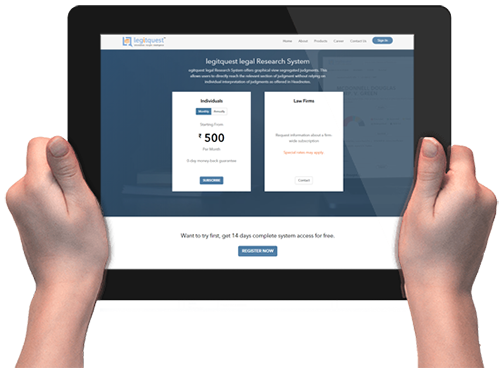 legitquest
Home About Products Career Contact Us Sign In
legitquest legal Research System
legitquest legal Research System offers graphical view segregated judgments. This
allows users to directly reach the relevant section of judgment without relying on
individual interpretation of judgments as offered in Headnotes.
Individuals
Monthly Annually
Starting From
₹ 500
Per Month
money back guarantee
SUBSCRIBE
Law Firms
Request information about a firm
wide subscription
Special rates may apply
Contact
Want to try first, get 14 days complete system access for free.
REGISTER NOW